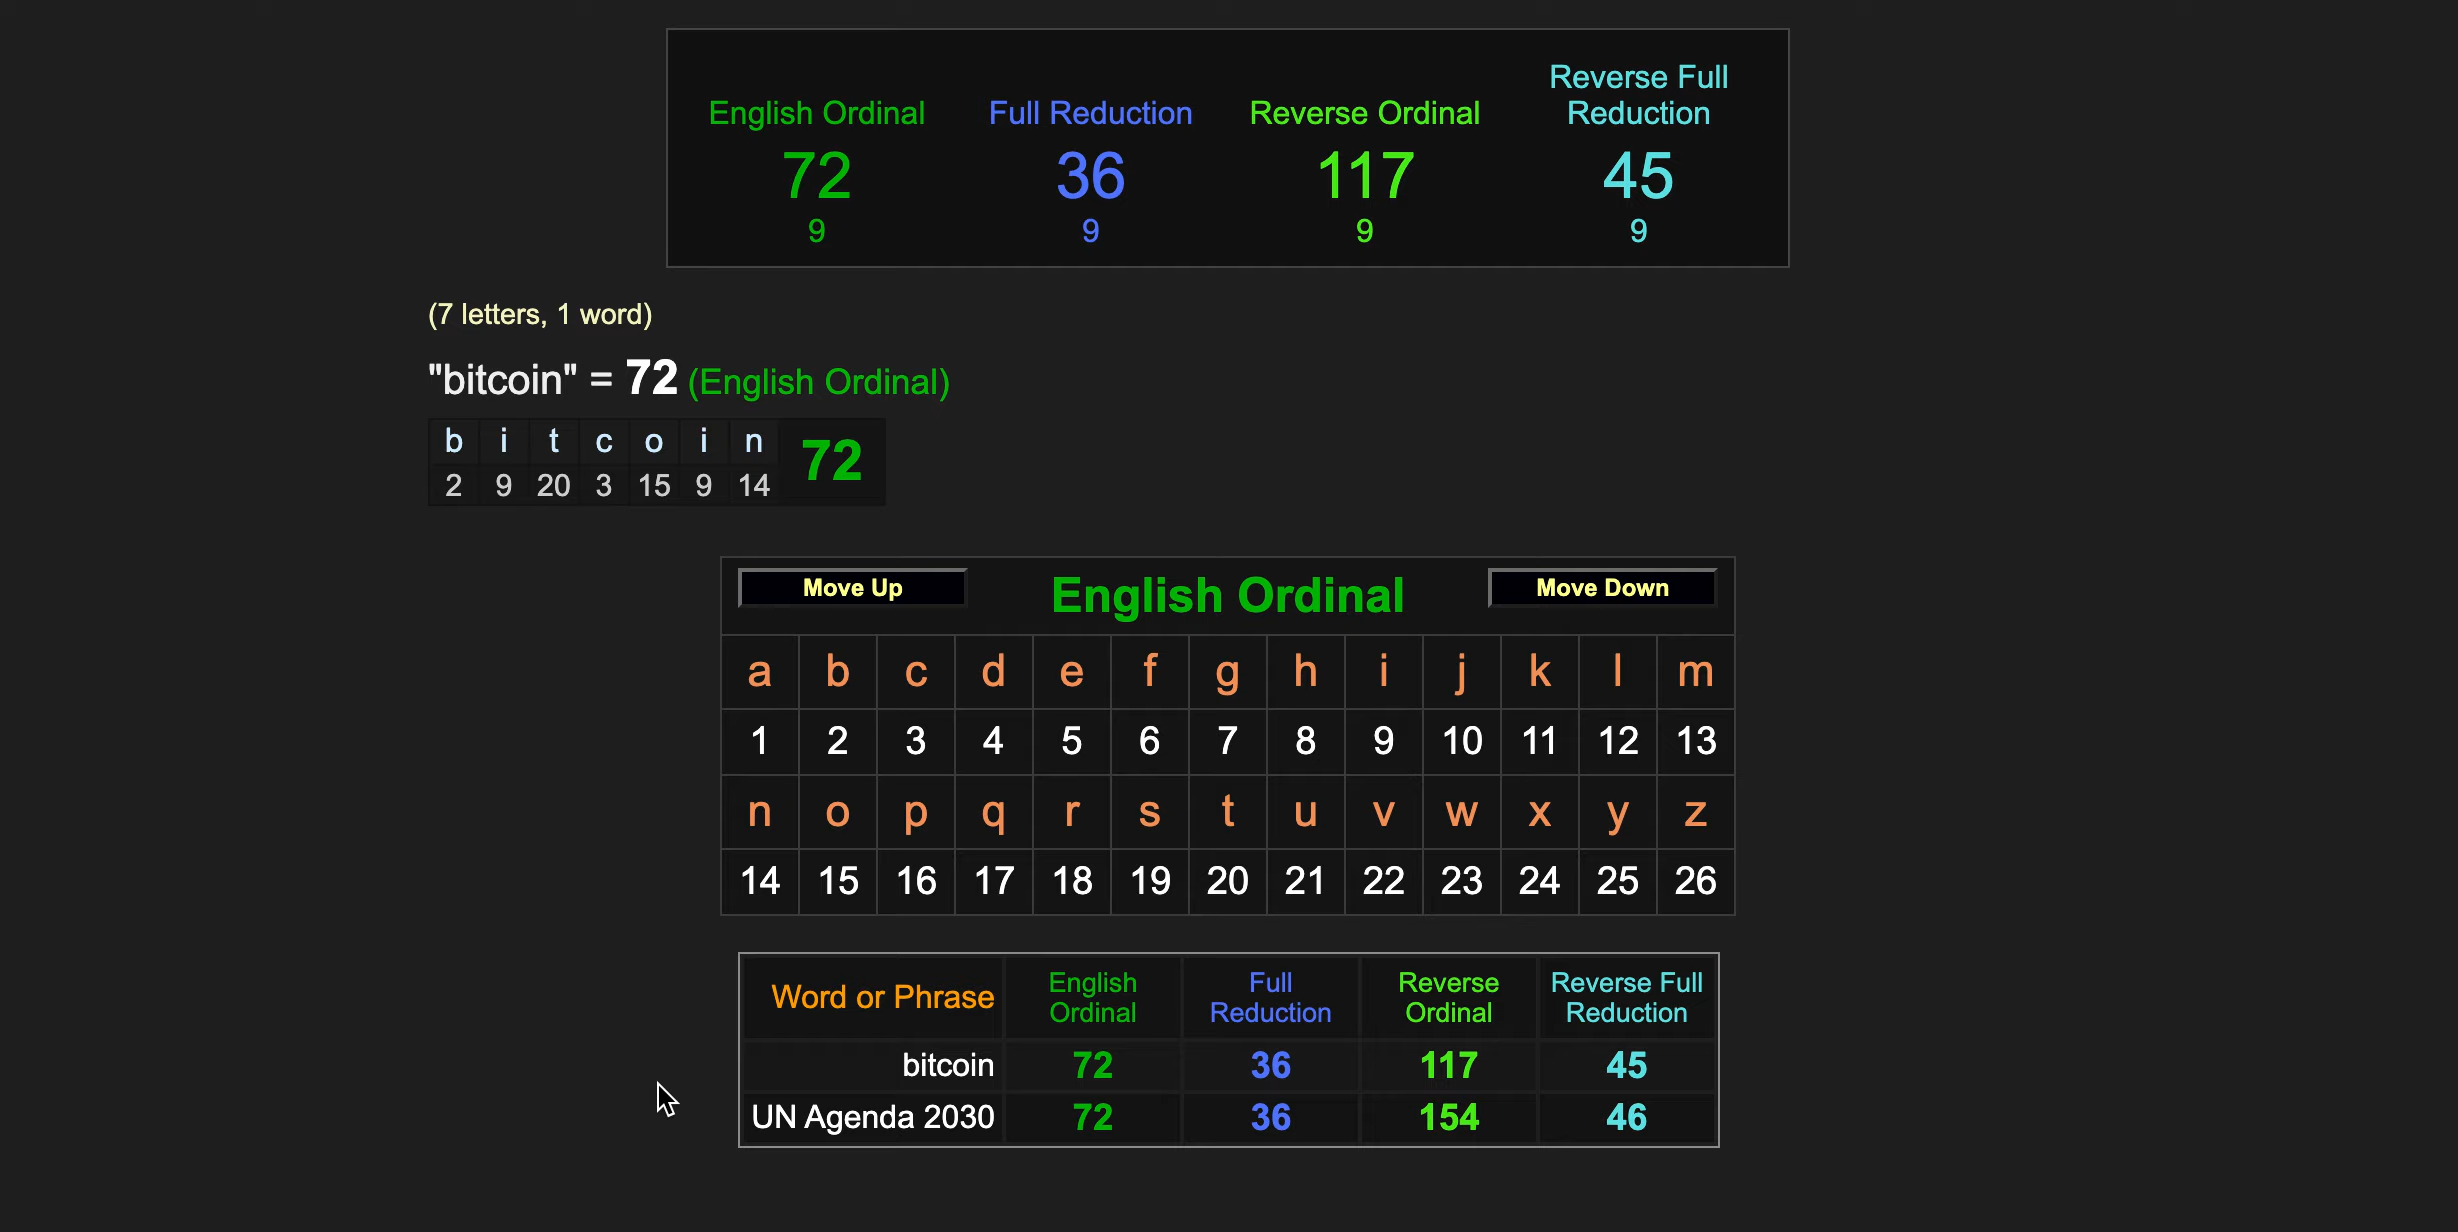 English Ordinal Full Reduction Reverse Ordinal Reverse Full Reduction
72 36 117 45
9 9 9 9
(7 letters, 1 word)
"bitcoin" = 72 (English Ordinal)
b i t c o i n 72
2 9 20 3 15 9 14
Move Up English Ordinal Move Down
a b c d e f g h i j k l m
1 2 3 4 5 6 7 8 9 10 11 12 13
n o p q r s t u v w x y z
14 15 16 17 18 19 20 21 22 23 24 25 26
Word or Phrase English Ordinal Full Reduction Reverse Ordinal Reverse Full Reduction
bitcoin 72 36 117 45
UN Agenda 2030 72 36 154 46